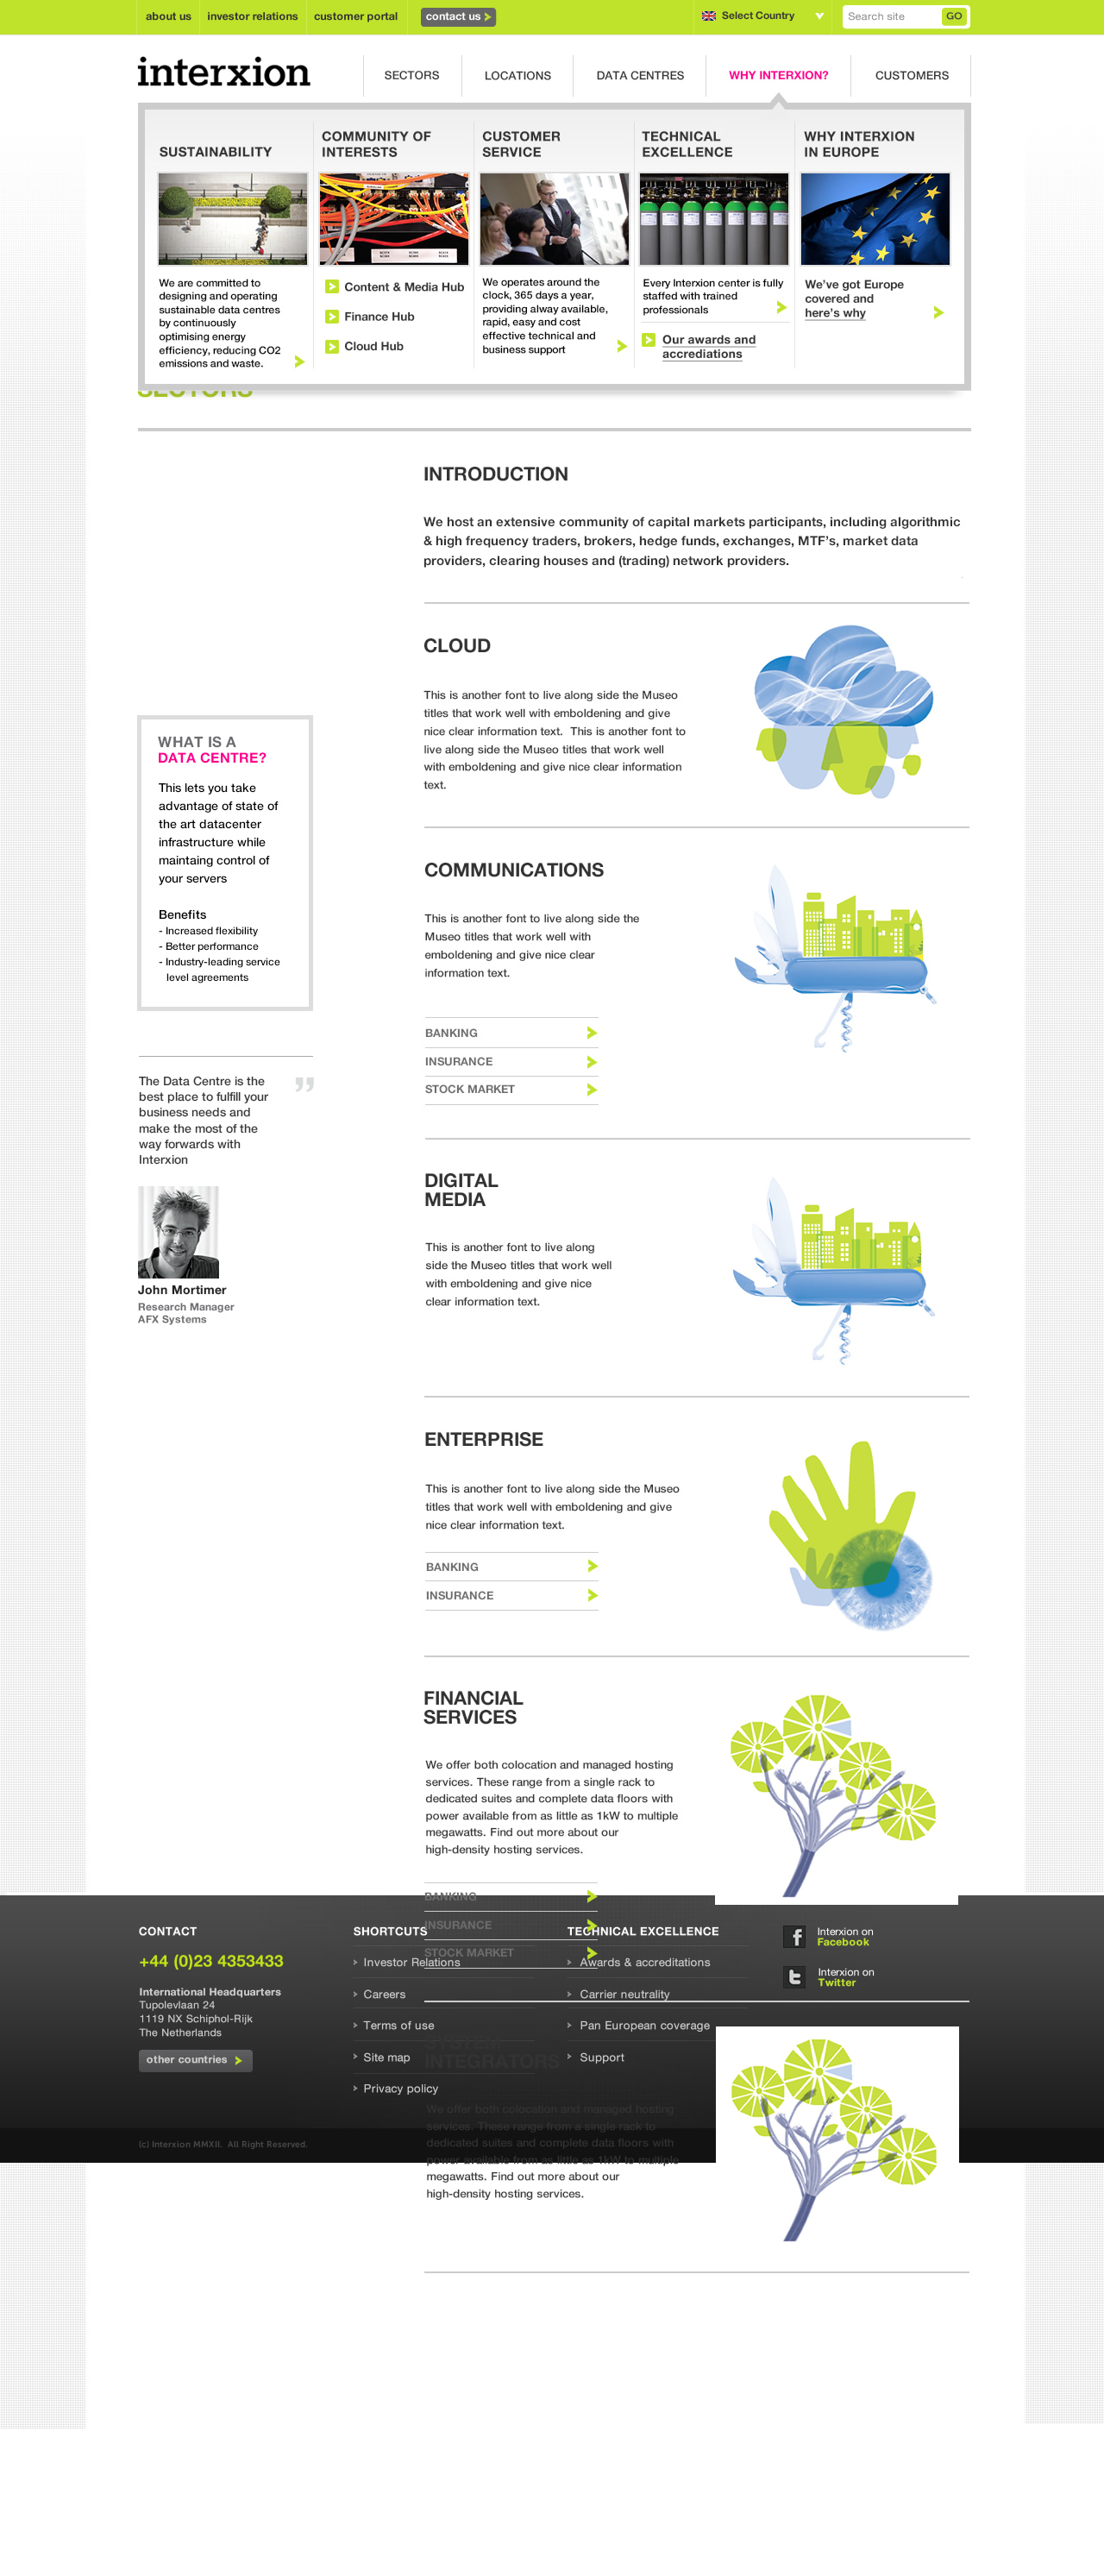 about us
investor relations
customer portal
contact us
Select Country
Search site
GO
interxion
SECTORS
LOCATIONS
DATA CENTRES
WHY INTERXION?
CUSTOMERS
SUSTAINABILITY
We are committed to
designing and operating
sustainable data centres
by continuously
optimising energy
efficiency, reducing CO2
emissions and waste.
COMMUNITY OF
INTERESTS
Content & Media Hub
Finance Hub
Cloud Hub
CUSTOMER
SERVICE
We operates around the
clock, 365 days a year,
providing alway available,
rapid, easy and cost
effective technical and
business support
TECHNICAL
EXCELLENCE
Every Interxion center is fully
staffed with trained
professionals
Our awards and
accrediations
WHY INTERXION
IN EUROPE
We've got Europe
covered and
here's why
SECTORS
INTRODUCTION
We host an extensive community of capital markets participants, including algorithmic
& high frequency traders, brokers, hedge funds, exchanges, MTF's, market data
providers, clearing houses and (trading) network providers.
CLOUD
This is another font to live along side the Museo
titles that work well with emboldening and give
nice clear information text.  This is another font to
live along side the Museo titles that work well
with emboldening and give nice clear information
text.
WHAT IS A
DATA CENTRE?
This lets you take
advantage of state of
the art datacenter
infrastructure while
maintaing control of
your servers
Benefits
- Increased flexibility
- Better performance
- Industry-leading service
level agreements
COMMUNICATIONS
This is another font to live along side the
Museo titles that work well with
emboldening and give nice clear
information text.
BANKING
INSURANCE
STOCK MARKET
The Data Centre is the
best place to fulfill your
business needs and
make the most of the
way forwards with
Interxion
”
John Mortimer
Research Manager
AFX Systems
DIGITAL
MEDIA
This is another font to live along
side the Museo titles that work well
with emboldening and give nice
clear information text.
ENTERPRISE
This is another font to live along side the Museo
titles that work well with emboldening and give
nice clear information text.
BANKING
INSURANCE
FINANCIAL
SERVICES
We offer both colocation and managed hosting
services. These range from a single rack to
dedicated suites and complete data floors with
power available from as little as 1kW to multiple
megawatts. Find out more about our
high-density hosting services.
BANKING
INSURANCE
STOCK MARKET
CONTACT
+44 (0)23 4353433
International Headquarters
Tupolevlaan 24
1119 NX Schiphol-Rijk
The Netherlands
other countries
(c) Interxion MMXII.  All Right Reserved.
SHORTCUTS
Investor Relations
Careers
Terms of use
Site map
Privacy policy
TECHNICAL EXCELLENCE
Awards & accreditations
Carrier neutrality
Pan European coverage
Support
Interxion on
Facebook
Interxion on
Twitter
SYSTEM
INTEGRATORS
We offer both colocation and managed hosting
services. These range from a single rack to
dedicated suites and complete data floors with
power available from as little as 1kW to multiple
megawatts. Find out more about our
high-density hosting services.